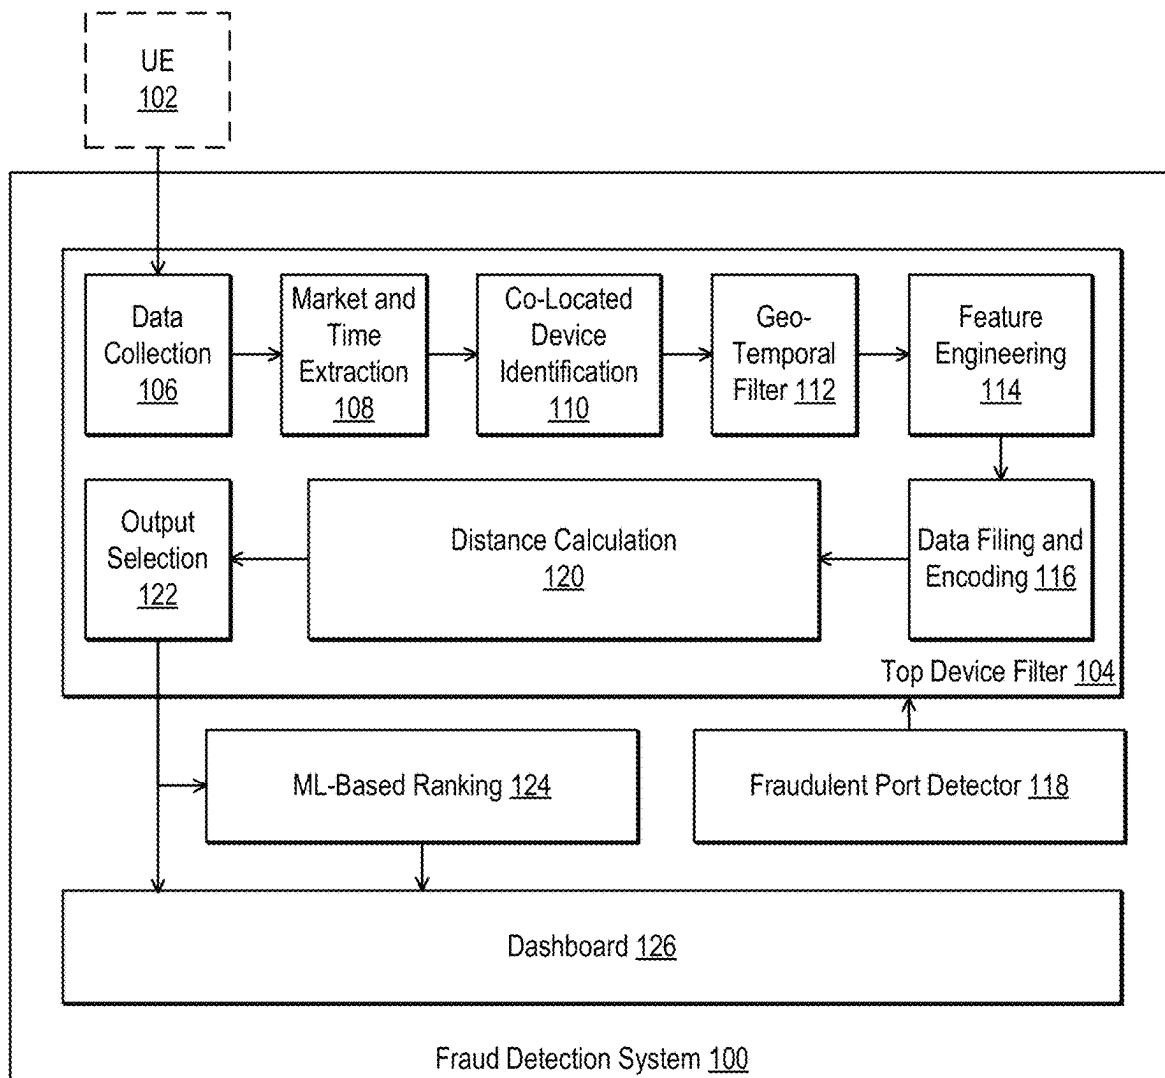 UE
102
Data
Collection
106
Market and
Time
Extraction
108
Co-Located
Device
Identification
110
Geo-
Temporal
Filter 112
Feature
Engineering
114
Output
Selection
122
Distance Calculation
120
Data Filing and
Encoding 116
Top Device Filter 104
ML-Based Ranking 124
Fraudulent Port Detector 118
Dashboard 126
Fraud Detection System 100